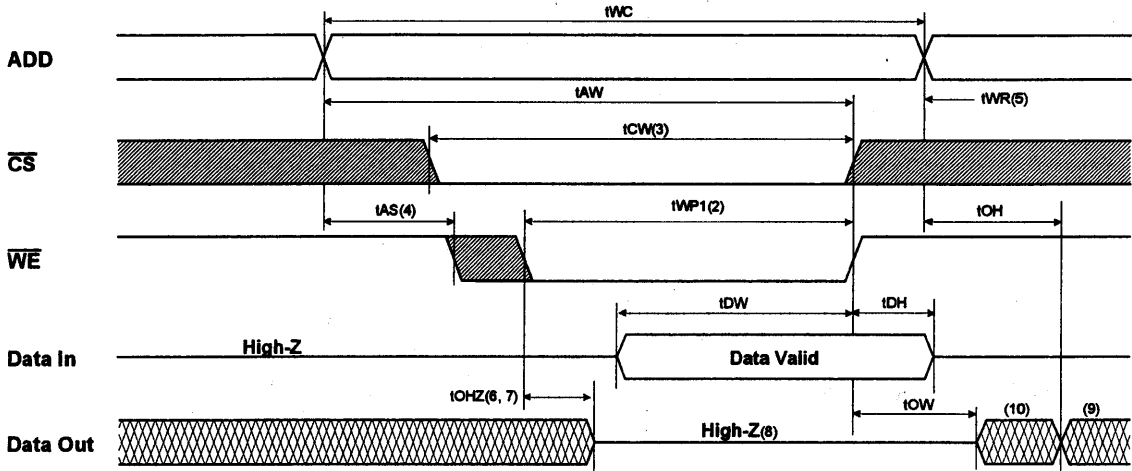 tWC
ADD
tAW
tWR(5)
tCW(3)
CS
tAS(4)
tWP1(2)
tOH
WE
tDW
tDH
High-Z
Data In
Data Valid
tOHZ(6, 7)
tOW
(10)
(9)
High-Z(8)
Data Out